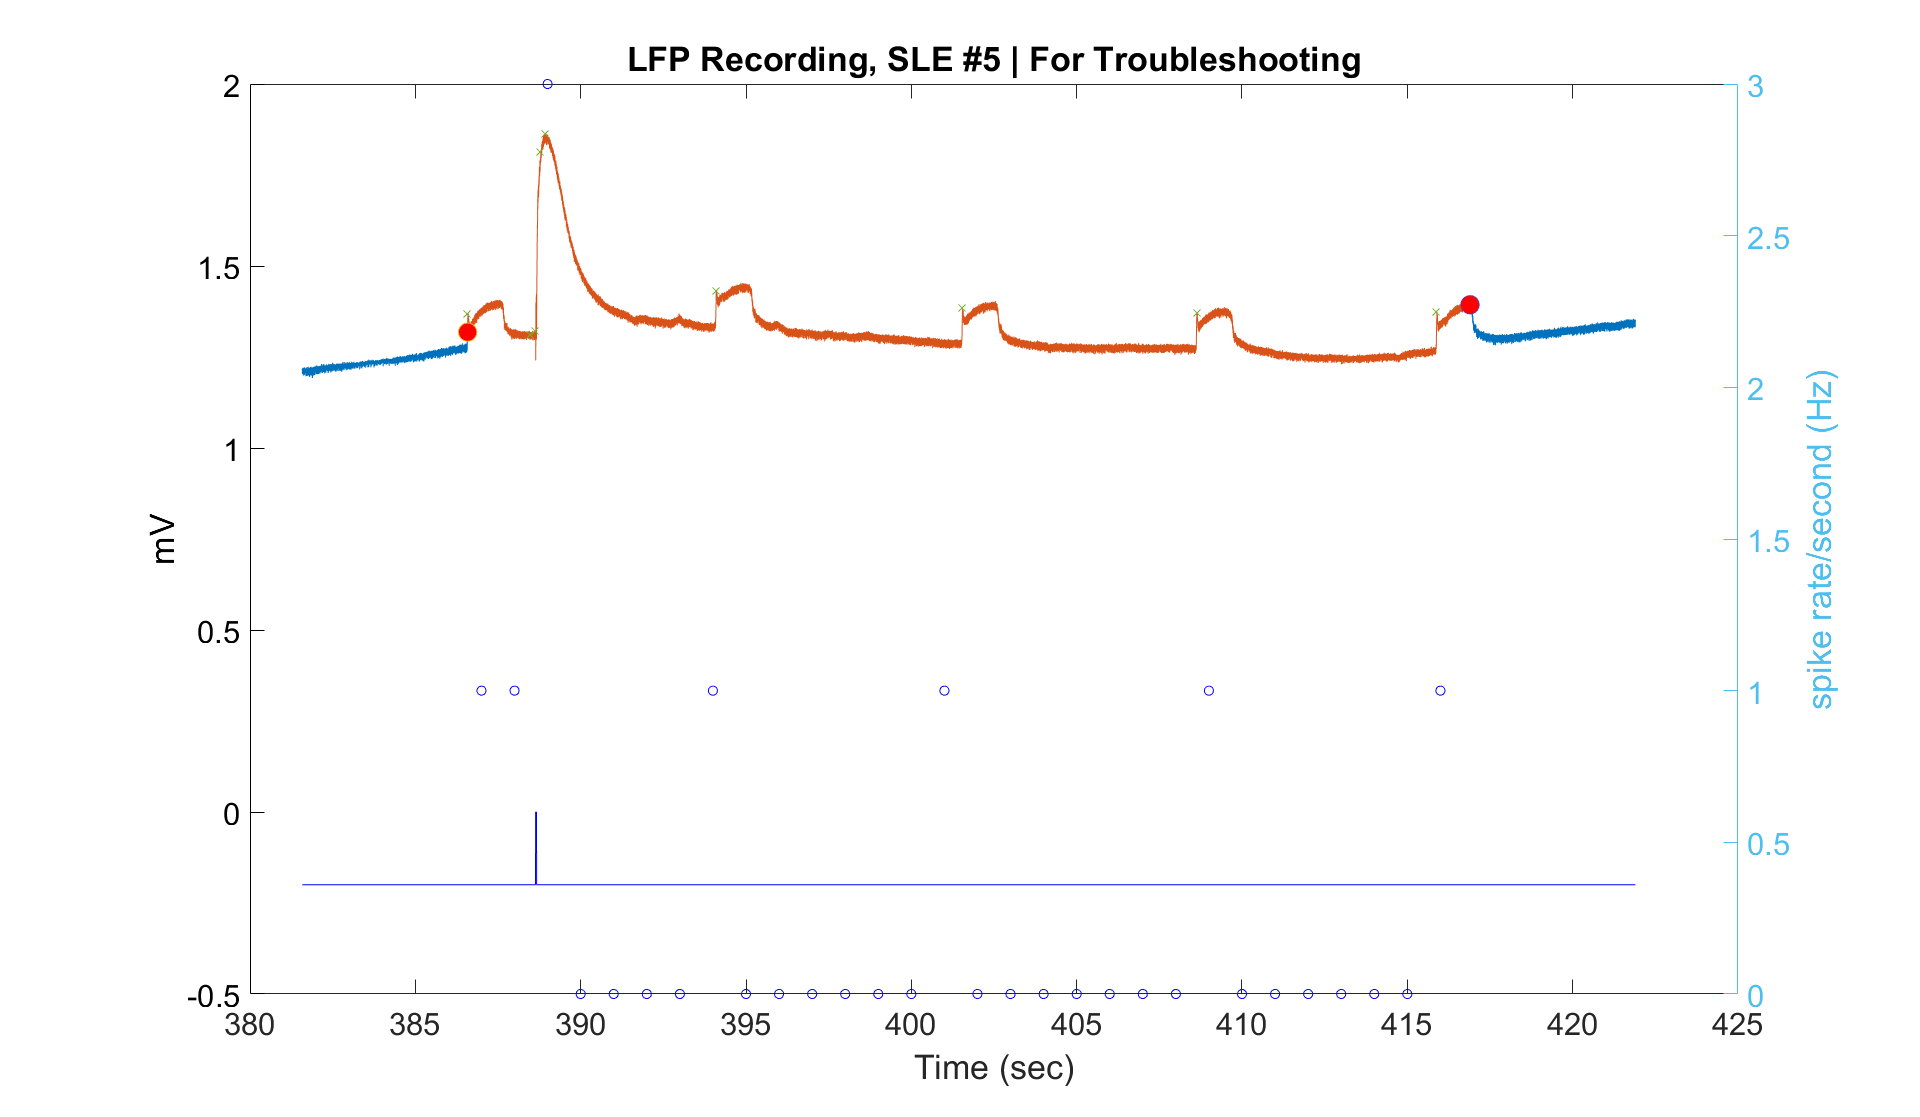 LFP Recording, SLE #5 | For Troubleshooting
2
1.5
1
0.5
0
-0.5
mV
3
2.5
2
1.5
1
0.5
0
spike rate/second (Hz)
380 385 390 395 400 405 410 415 420 425
Time (sec)